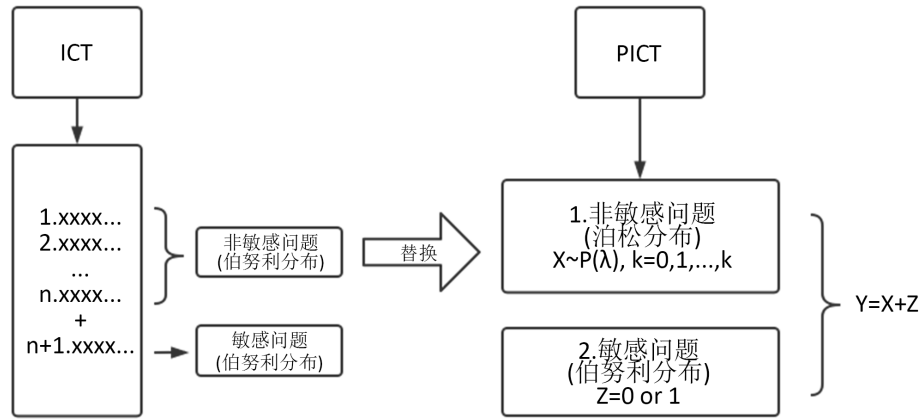 ICT
1.xxxx...
2.xxxx...
...
n.xxxx...
+
n+1.xxxx...
非敏感问题
(伯努利分布)
敏感问题
(伯努利分布)
替换
PICT
1.非敏感问题
(泊松分布)
X~P(λ), k=0,1,...,k
2.敏感问题
(伯努利分布)
Z=0 or 1
Y=X+Z